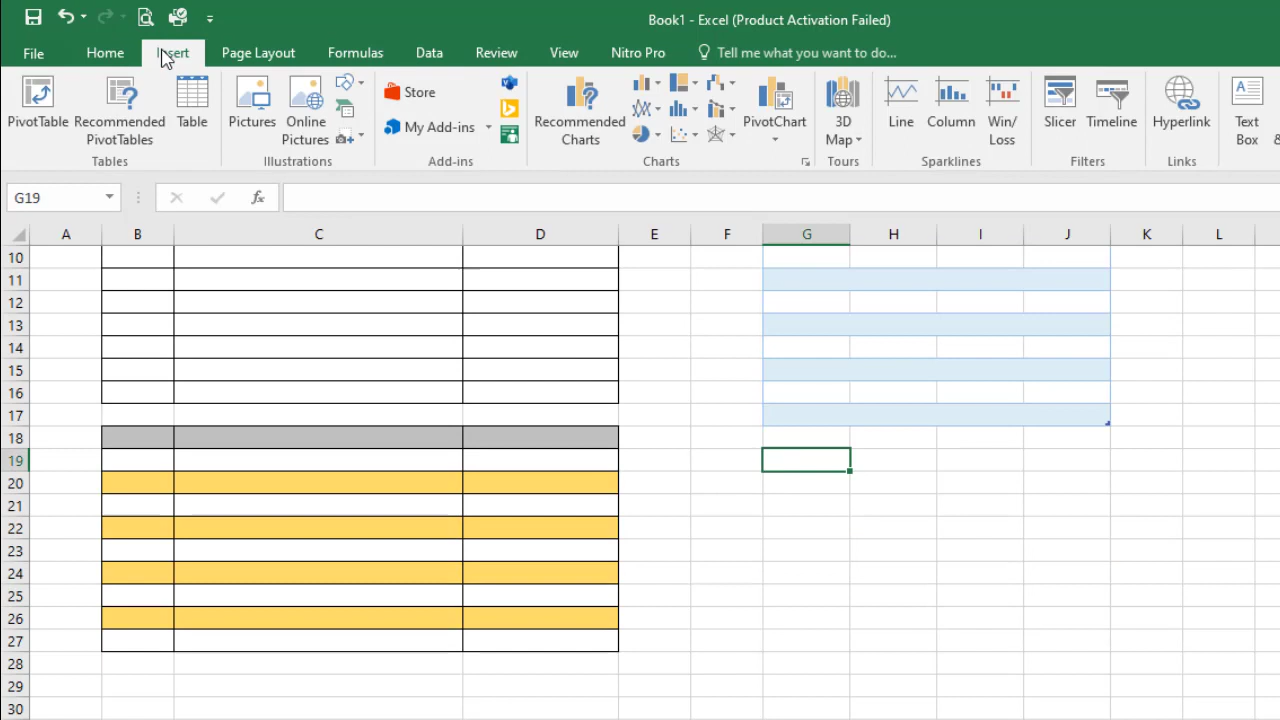 Book1 - Excel (Product Activation Failed)
File Home Insert Page Layout Formulas Data Review View Nitro Pro Tell me what you want to do...
PivotTable Recommended PivotTables Table
Tables
Pictures Online Pictures
Illustrations
Store
My Add-ins
Add-ins
Recommended Charts
PivotChart
Charts
3D Map
Tours
Line Column Win/ Loss
Sparklines
Slicer Timeline
Filters
Hyperlink
Links
Text Box
&
G19
fx
A B C D E F G H I J K L
10
11
12
13
14
15
16
17
18
19
20
21
22
23
24
25
26
27
28
29
30